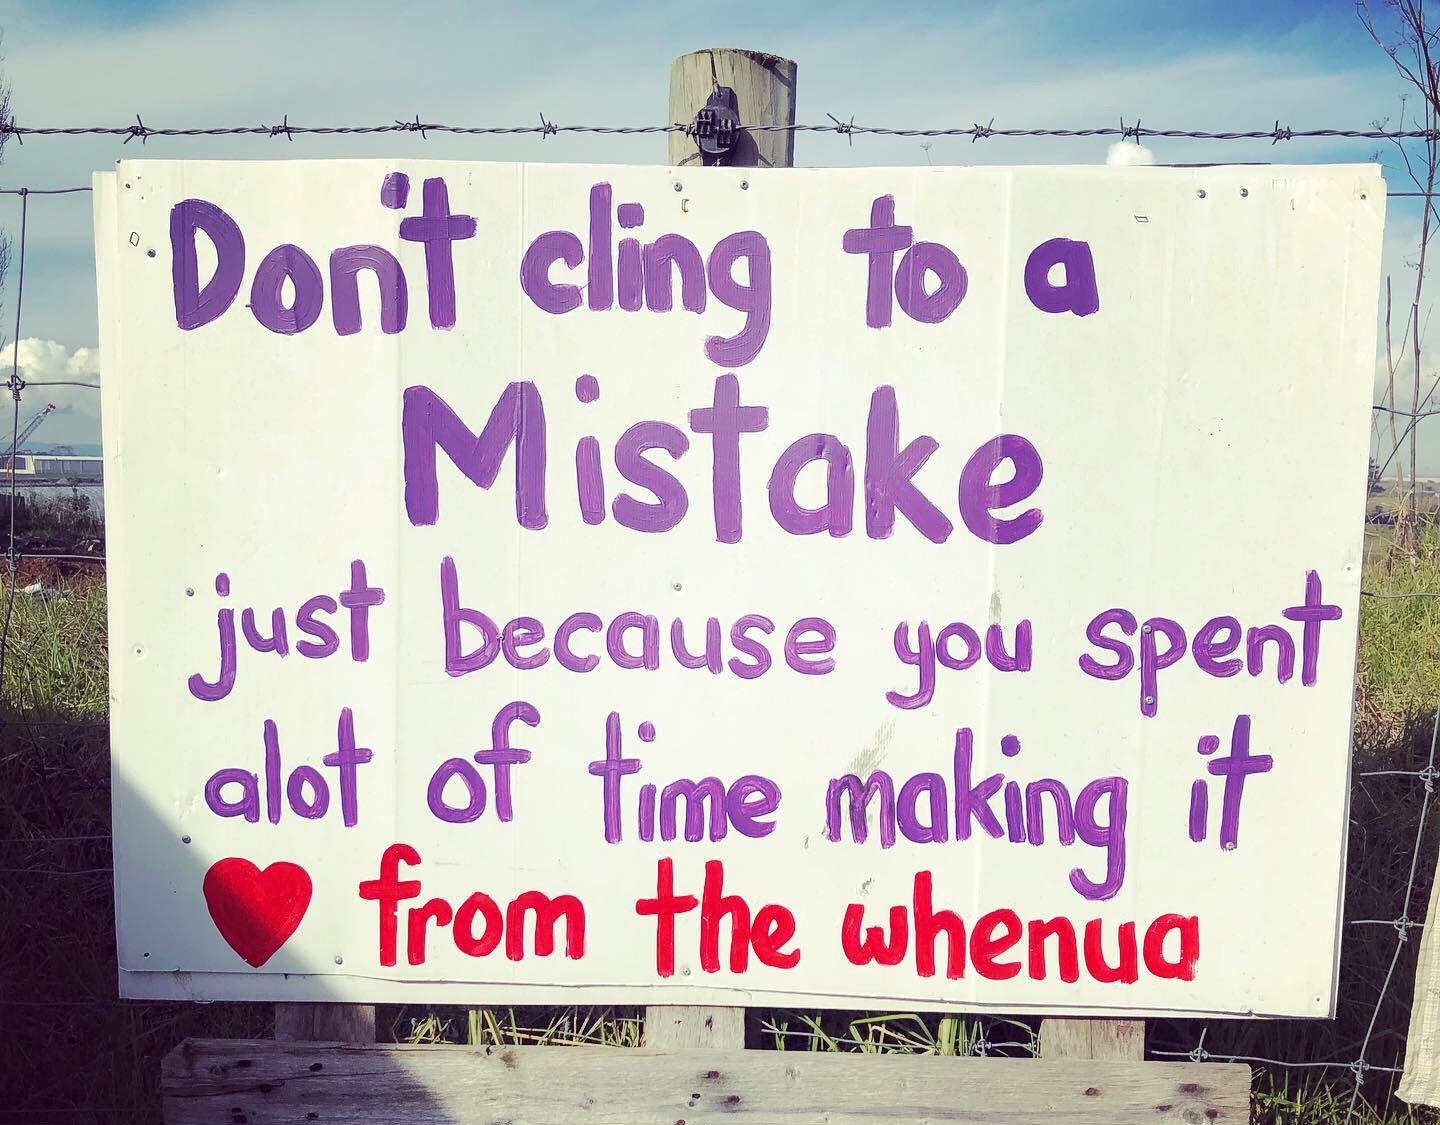 Don't cling to a
Mistake
just because you spent
alot of time making it
♥ from the whenua